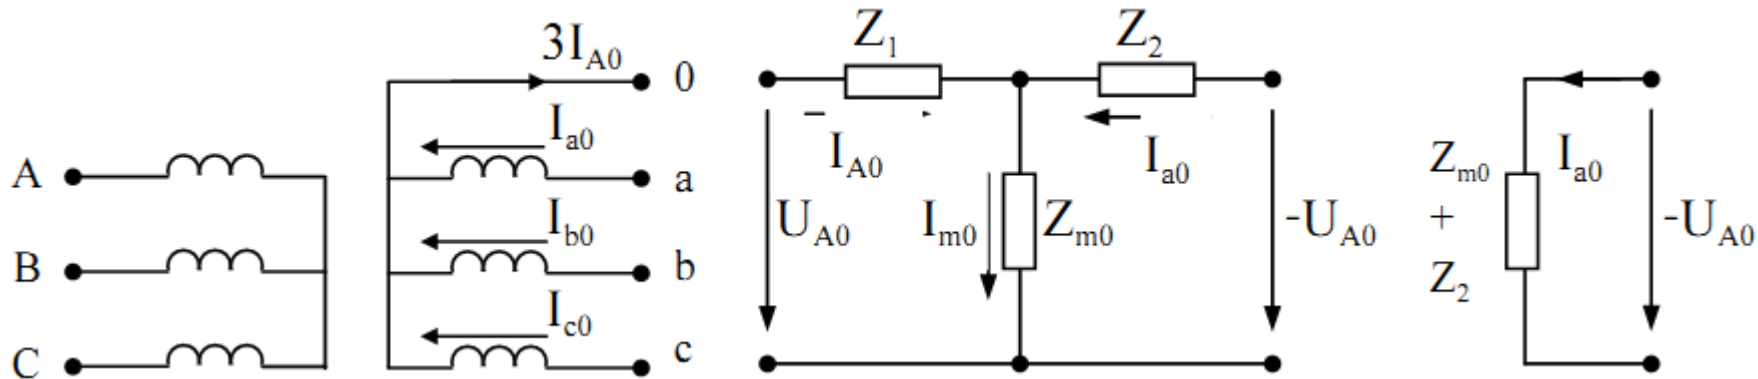 3I_A0
0
A
I_a0
a
B
I_b0
b
C
I_c0
c
Z_1
Z_2
I_A0
I_a0
U_A0
I_m0
Z_m0
-U_A0
Z_m0
+
Z_2
I_a0
-U_A0